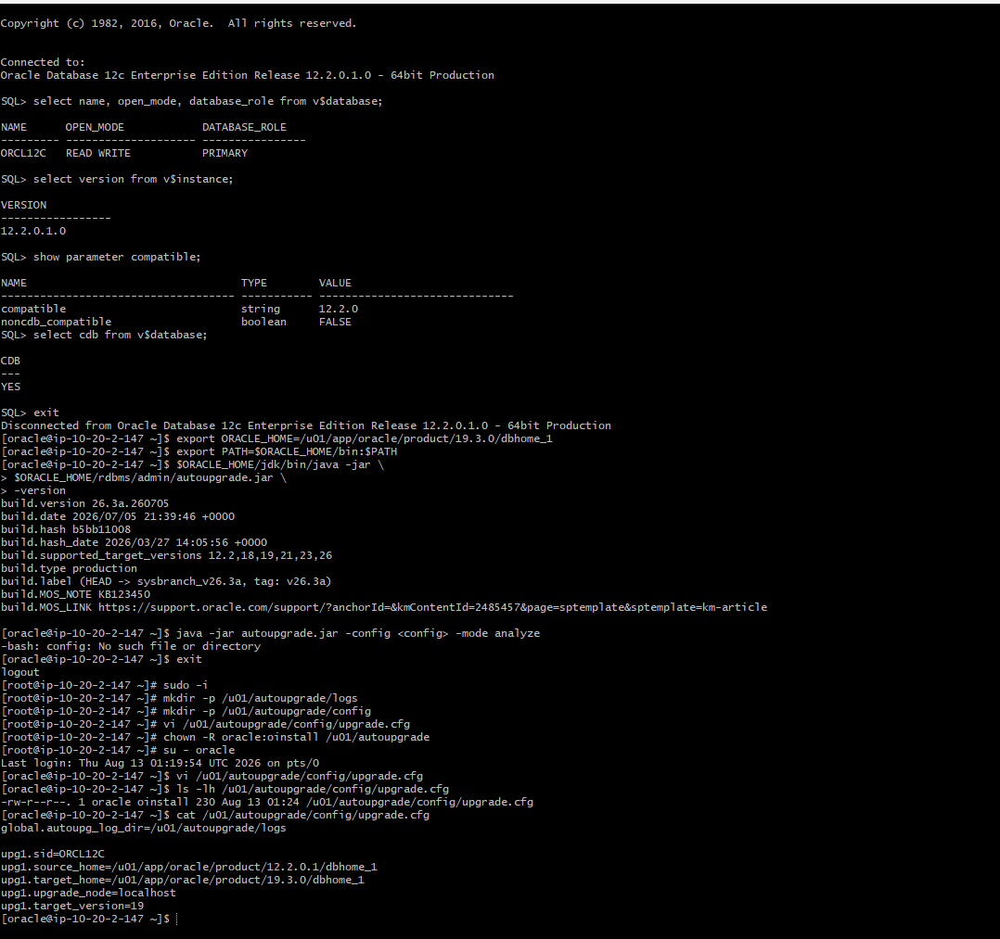 Copyright (c) 1982, 2016, Oracle.  All rights reserved.
Connected to:
Oracle Database 12c Enterprise Edition Release 12.2.0.1.0 - 64bit Production
SQL> select name, open_mode, database_role from v$database;
NAME      OPEN_MODE            DATABASE_ROLE
--------- -------------------- ----------------
ORCL12C   READ WRITE           PRIMARY
SQL> select version from v$instance;
VERSION
-----------------
12.2.0.1.0
SQL> show parameter compatible;
NAME                                 TYPE        VALUE
------------------------------------ ----------- ------------------------------
compatible                           string      12.2.0
noncdb_compatible                    boolean     FALSE
SQL> select cdb from v$database;
CDB
---
YES
SQL> exit
Disconnected from Oracle Database 12c Enterprise Edition Release 12.2.0.1.0 - 64bit Production
[oracle@ip-10-20-2-147 ~]$ export ORACLE_HOME=/u01/app/oracle/product/19.3.0/dbhome_1
[oracle@ip-10-20-2-147 ~]$ export PATH=$ORACLE_HOME/bin:$PATH
[oracle@ip-10-20-2-147 ~]$ $ORACLE_HOME/jdk/bin/java -jar \
> $ORACLE_HOME/rdbms/admin/autoupgrade.jar \
> -version
build.version 26.3a.260705
build.date 2026/07/05 21:39:46 +0000
build.hash b5bb11008
build.hash_date 2026/03/27 14:05:56 +0000
build.supported_target_versions 12.2,18,19,21,23,26
build.type production
build.label (HEAD -> sysbranch_v26.3a, tag: v26.3a)
build.MOS_NOTE KB123450
build.MOS_LINK https://support.oracle.com/support/?anchorId=&kmContentId=2485457&page=sptemplate&sptemplate=km-article
[oracle@ip-10-20-2-147 ~]$ java -jar autoupgrade.jar -config <config> -mode analyze
-bash: config: No such file or directory
[oracle@ip-10-20-2-147 ~]$ exit
logout
[root@ip-10-20-2-147 ~]# sudo -i
[root@ip-10-20-2-147 ~]# mkdir -p /u01/autoupgrade/logs
[root@ip-10-20-2-147 ~]# mkdir -p /u01/autoupgrade/config
[root@ip-10-20-2-147 ~]# vi /u01/autoupgrade/config/upgrade.cfg
[root@ip-10-20-2-147 ~]# chown -R oracle:oinstall /u01/autoupgrade
[root@ip-10-20-2-147 ~]# su - oracle
Last login: Thu Aug 13 01:19:54 UTC 2026 on pts/0
[oracle@ip-10-20-2-147 ~]$ vi /u01/autoupgrade/config/upgrade.cfg
[oracle@ip-10-20-2-147 ~]$ ls -lh /u01/autoupgrade/config/upgrade.cfg
-rw-r--r--. 1 oracle oinstall 230 Aug 13 01:24 /u01/autoupgrade/config/upgrade.cfg
[oracle@ip-10-20-2-147 ~]$ cat /u01/autoupgrade/config/upgrade.cfg
global.autoupg_log_dir=/u01/autoupgrade/logs
upg1.sid=ORCL12C
upg1.source_home=/u01/app/oracle/product/12.2.0.1/dbhome_1
upg1.target_home=/u01/app/oracle/product/19.3.0/dbhome_1
upg1.upgrade_node=localhost
upg1.target_version=19
[oracle@ip-10-20-2-147 ~]$